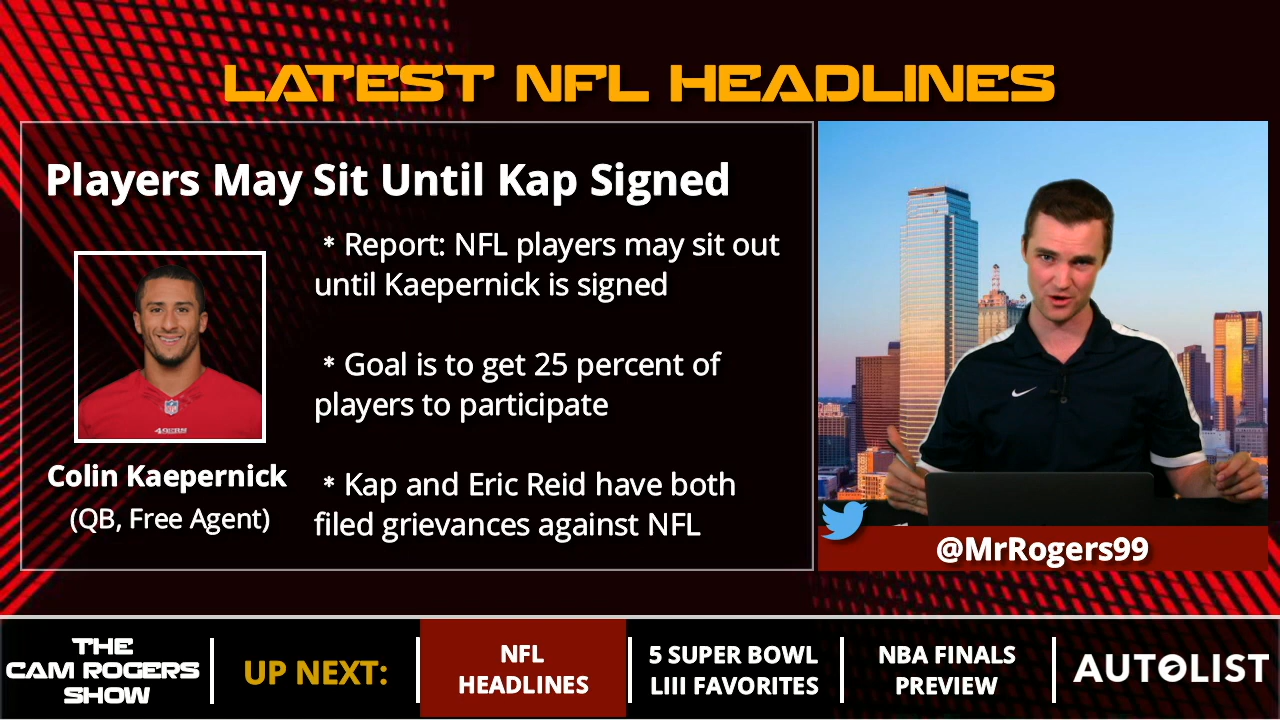 LATEST NFL HEADLINES
Players May Sit Until Kap Signed
* Report: NFL players may sit out
until Kaepernick is signed
* Goal is to get 25 percent of
players to participate
* Kap and Eric Reid have both
filed grievances against NFL
49ERS
Colin Kaepernick
(QB, Free Agent)
@MrRogers99
THE
CAM ROGERS
SHOW
UP NEXT:
NFL
HEADLINES
5 SUPER BOWL
LIII FAVORITES
NBA FINALS
PREVIEW
AUTOLIST